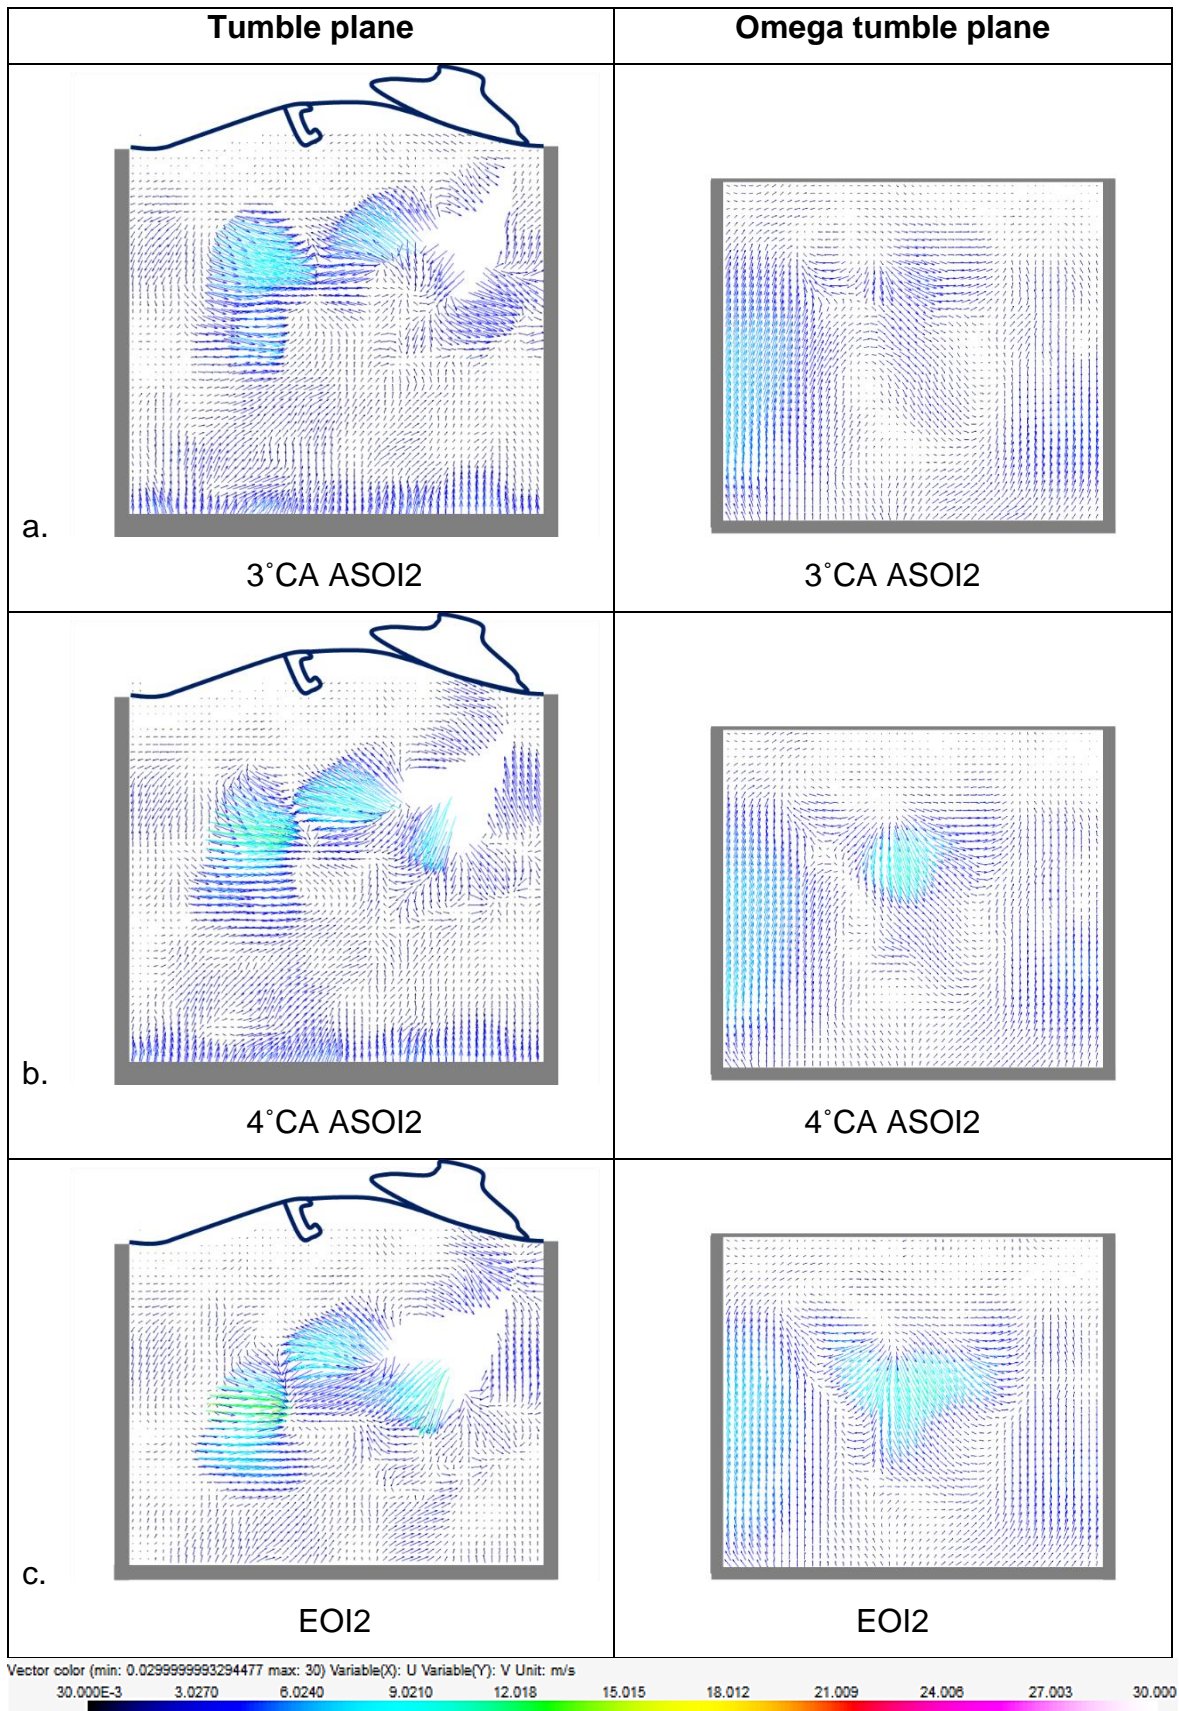 Tumble plane
Omega tumble plane
a.
3˚CA ASOI2
3˚CA ASOI2
b.
4˚CA ASOI2
4˚CA ASOI2
c.
EOI2
EOI2
Vector color (min: 0.0299999993294477 max: 30) Variable(X): U Variable(Y): V Unit: m/s
30.000E-3 3.0270 6.0240 9.0210 12.018 15.015 18.012 21.009 24.006 27.003 30.000